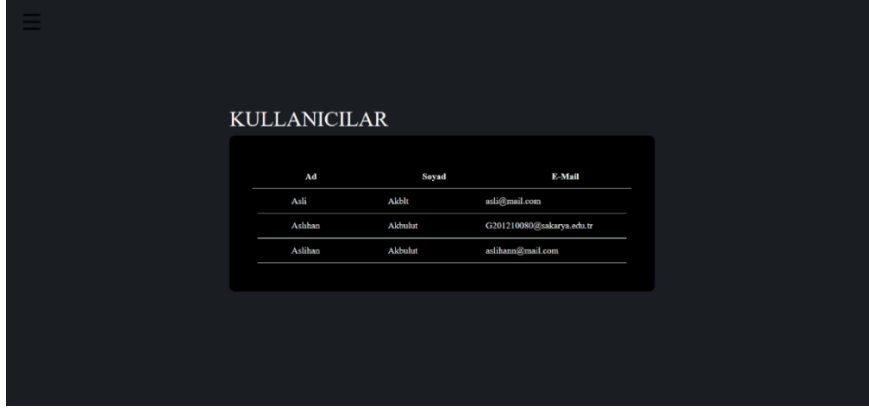 KULLANICILAR
Ad Soyad E-Mail
Asli Akblt asli@mail.com
Aslıhan Akbulut G201210080@sakarya.edu.tr
Aslihan Akbulut aslihann@mail.com